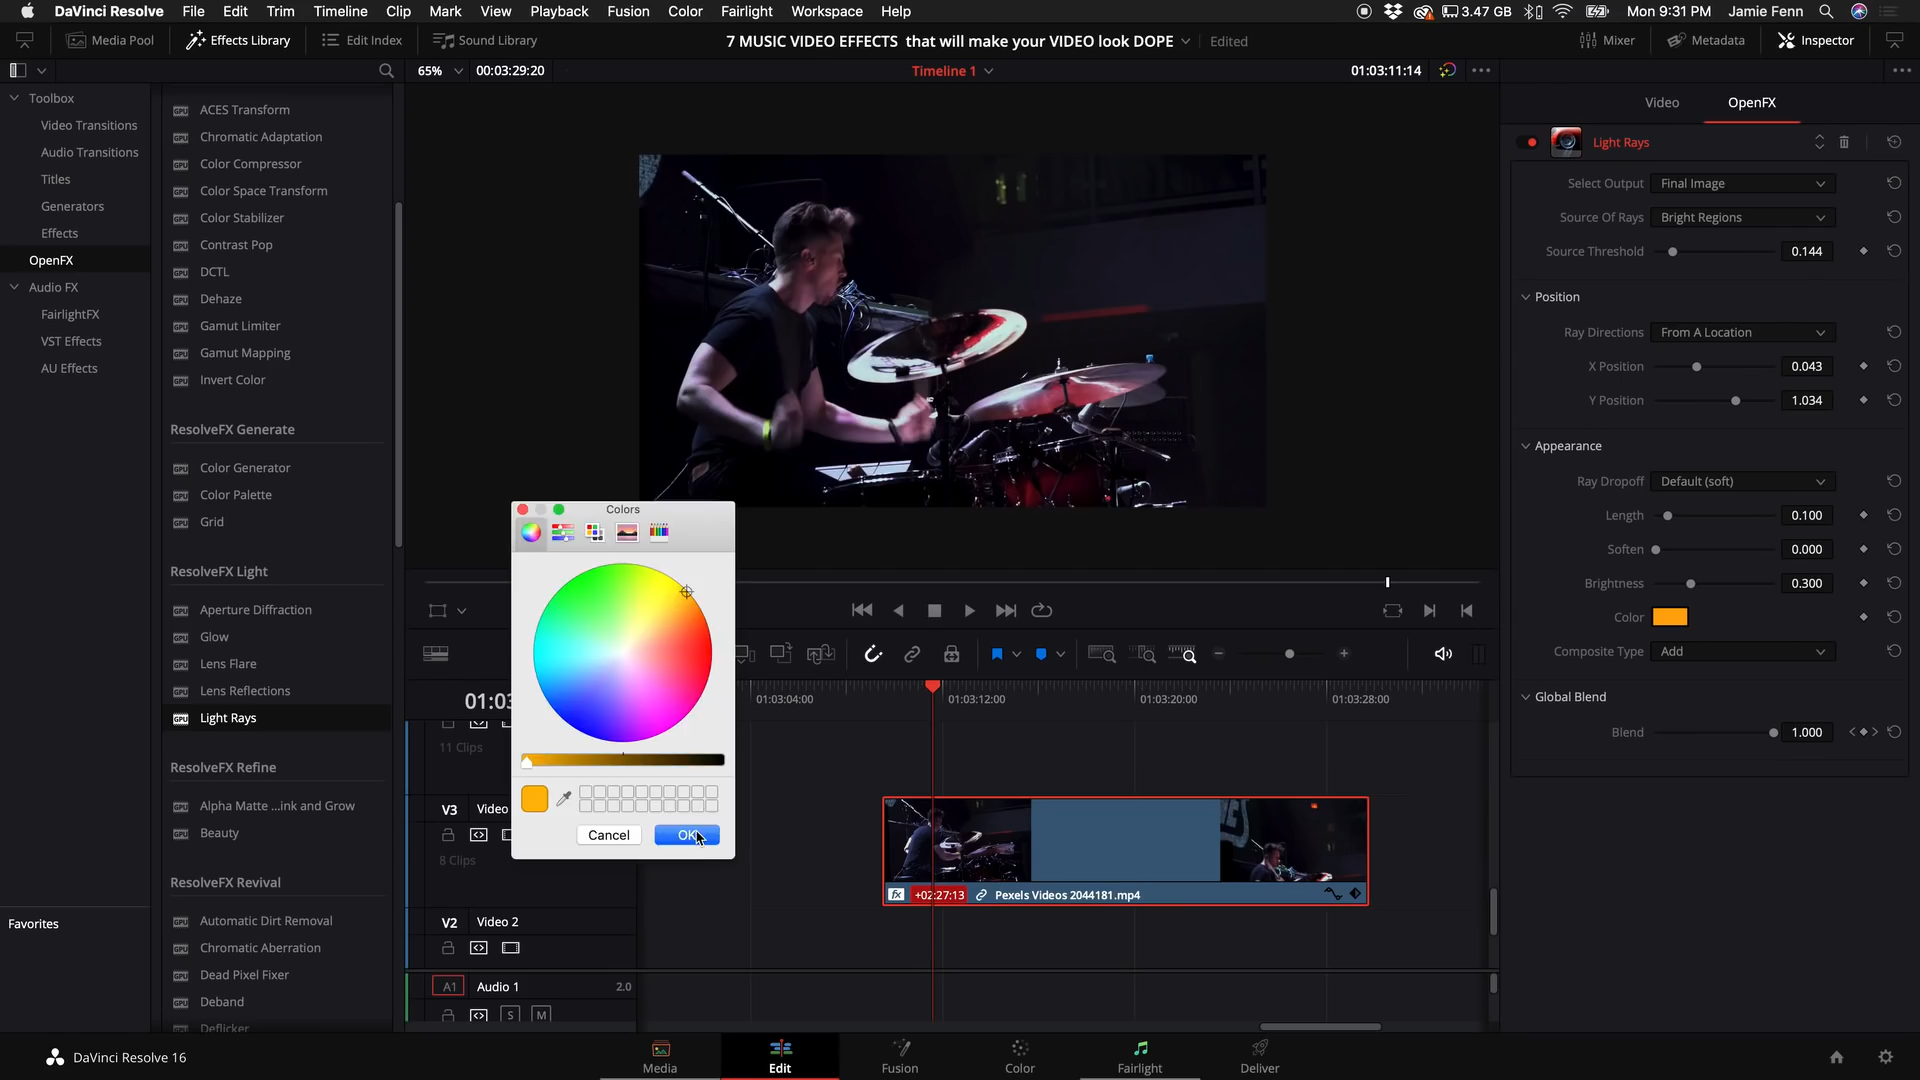 DaVinci Resolve File Edit Trim Timeline Clip Mark View Playback Fusion Color Fairlight Workspace Help 3.47 GB Mon 9:31 PM Jamie Fenn
Media Pool Effects Library Edit Index Sound Library 7 MUSIC VIDEO EFFECTS that will make your VIDEO look DOPE Edited Mixer Metadata Inspector
65% 00:03:29:20 Timeline 1 01:03:11:14
Toolbox
Video Transitions
Audio Transitions
Titles
Generators
Effects
OpenFX
Audio FX
FairlightFX
VST Effects
AU Effects
Favorites
ACES Transform
Chromatic Adaptation
Color Compressor
Color Space Transform
Color Stabilizer
Contrast Pop
DCTL
Dehaze
Gamut Limiter
Gamut Mapping
Invert Color
ResolveFX Generate
Color Generator
Color Palette
Grid
ResolveFX Light
Aperture Diffraction
Glow
Lens Flare
Lens Reflections
Light Rays
ResolveFX Refine
Alpha Matte ...ink and Grow
Beauty
ResolveFX Revival
Automatic Dirt Removal
Chromatic Aberration
Dead Pixel Fixer
Deband
Deflicker
Colors
Cancel OK
01:03
01:03:04:00 01:03:12:00 01:03:20:00 01:03:28:00
11 Clips
V3 Video
8 Clips
fx +02:27:13 Pexels Videos 2044181.mp4
V2 Video 2
A1 Audio 1 2.0
S M
Video OpenFX
Light Rays
Select Output Final Image
Source Of Rays Bright Regions
Source Threshold 0.144
Position
Ray Directions From A Location
X Position 0.043
Y Position 1.034
Appearance
Ray Dropoff Default (soft)
Length 0.100
Soften 0.000
Brightness 0.300
Color
Composite Type Add
Global Blend
Blend 1.000
DaVinci Resolve 16 Media Edit Fusion Color Fairlight Deliver